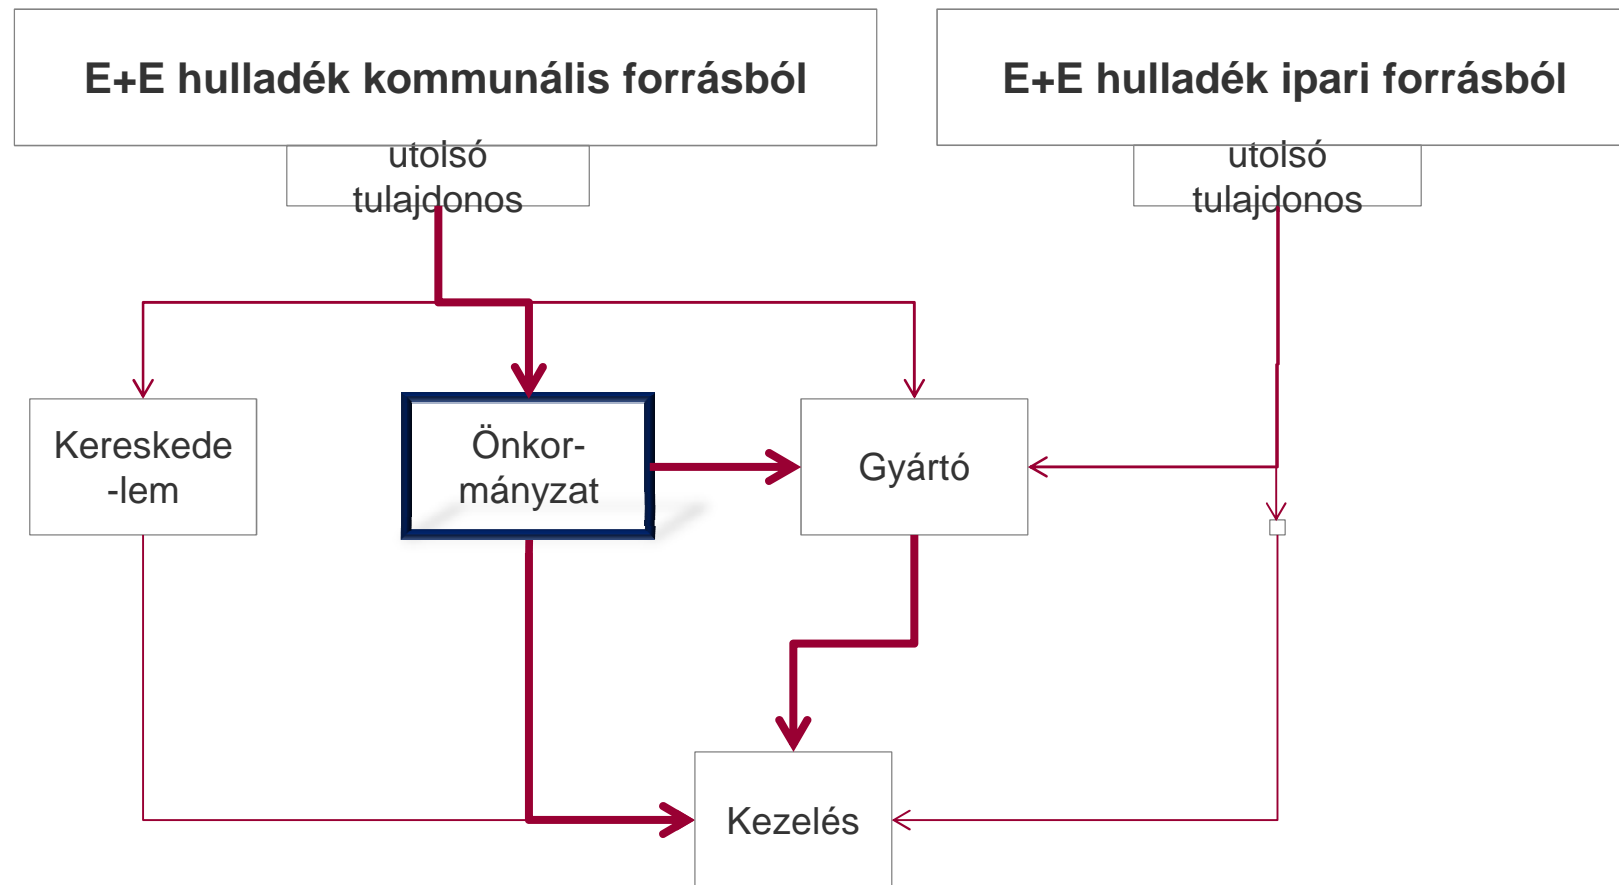 E+E hulladék kommunális forrásból
E+E hulladék ipari forrásból
utolsó
tulajdonos
utolsó
tulajdonos
Kereskede
-lem
Önkor-
mányzat
Gyártó
Kezelés